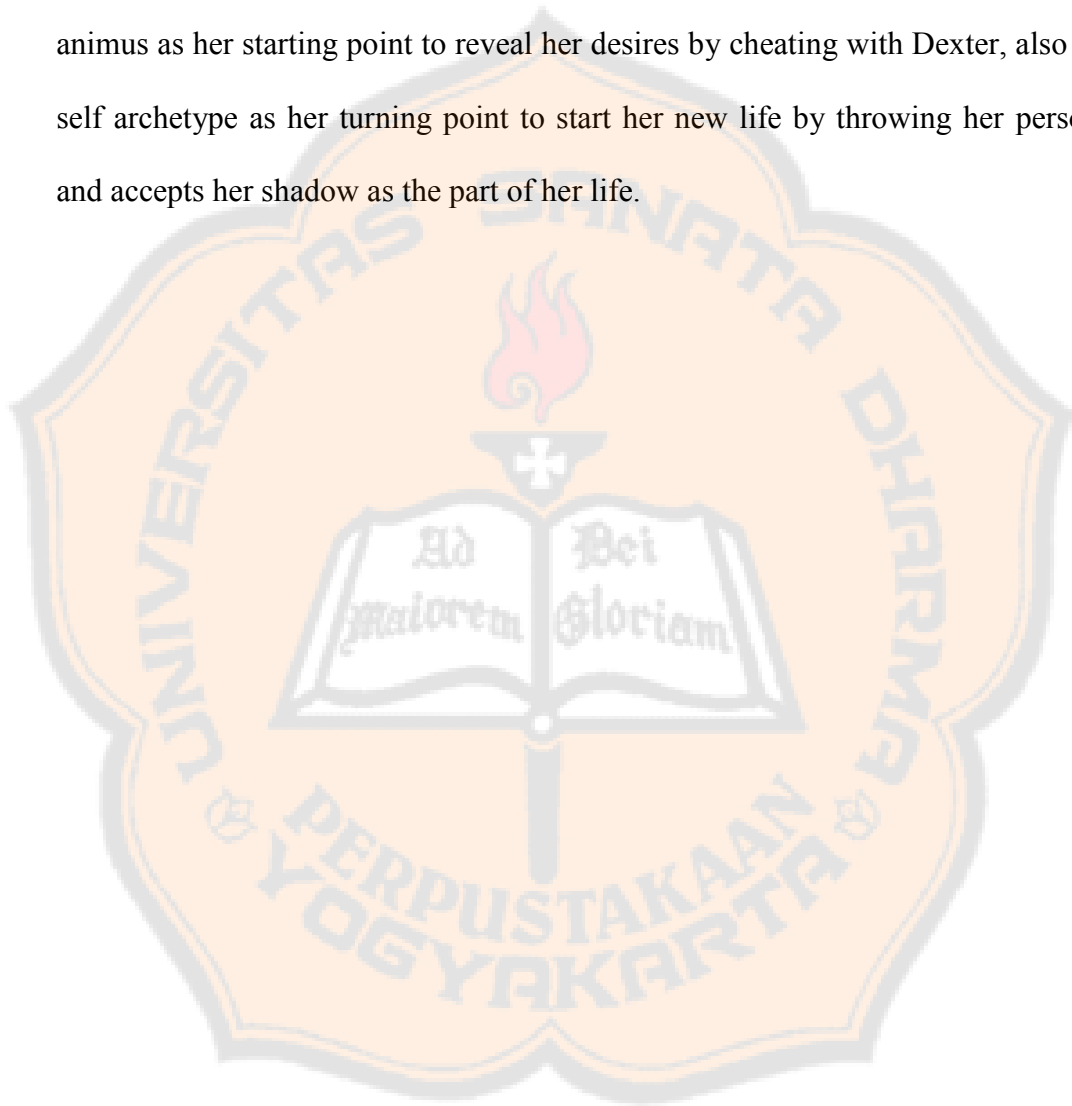 animus as her starting point to reveal her desires by cheating with Dexter, also
self archetype as her turning point to start her new life by throwing her
and accepts her shadow as the part of her life.
UNIVERSITAS SANATA DHARMA
Ad Dei
Maiorem Gloriam
PERPUSTAKAAN
YOGYAKARTA